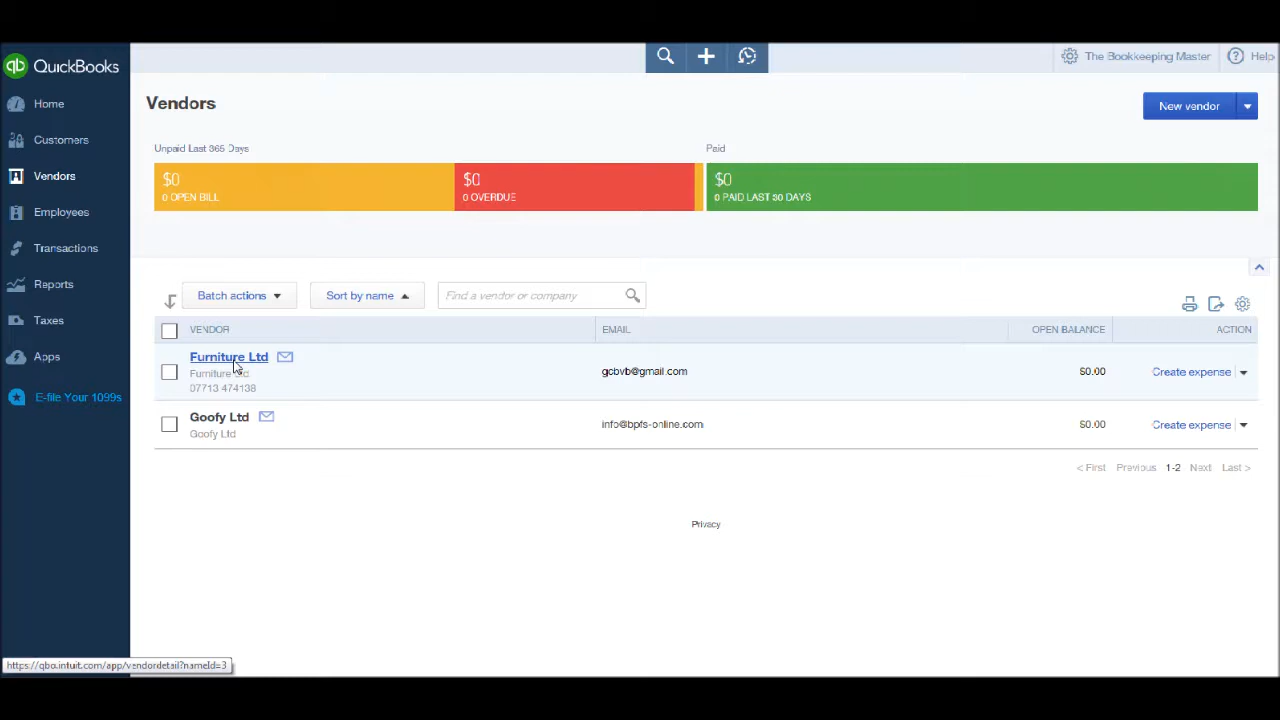 QuickBooks
The Bookkeeping Master
Help
Home
Customers
Vendors
Employees
Transactions
Reports
Taxes
Apps
E-file Your 1099s
Vendors
New vendor
Unpaid Last 365 Days
Paid
$0
0 OPEN BILL
$0
0 OVERDUE
$0
0 PAID LAST 30 DAYS
Batch actions
Sort by name
Find a vendor or company
VENDOR
EMAIL
OPEN BALANCE
ACTION
Furniture Ltd
Furniture Ltd
07713 474138
gcbvb@gmail.com
$0.00
Create expense
Goofy Ltd
Goofy Ltd
info@bpfs-online.com
$0.00
Create expense
< First Previous 1-2 Next Last >
Privacy
https://qbo.intuit.com/app/vendordetail?nameId=3